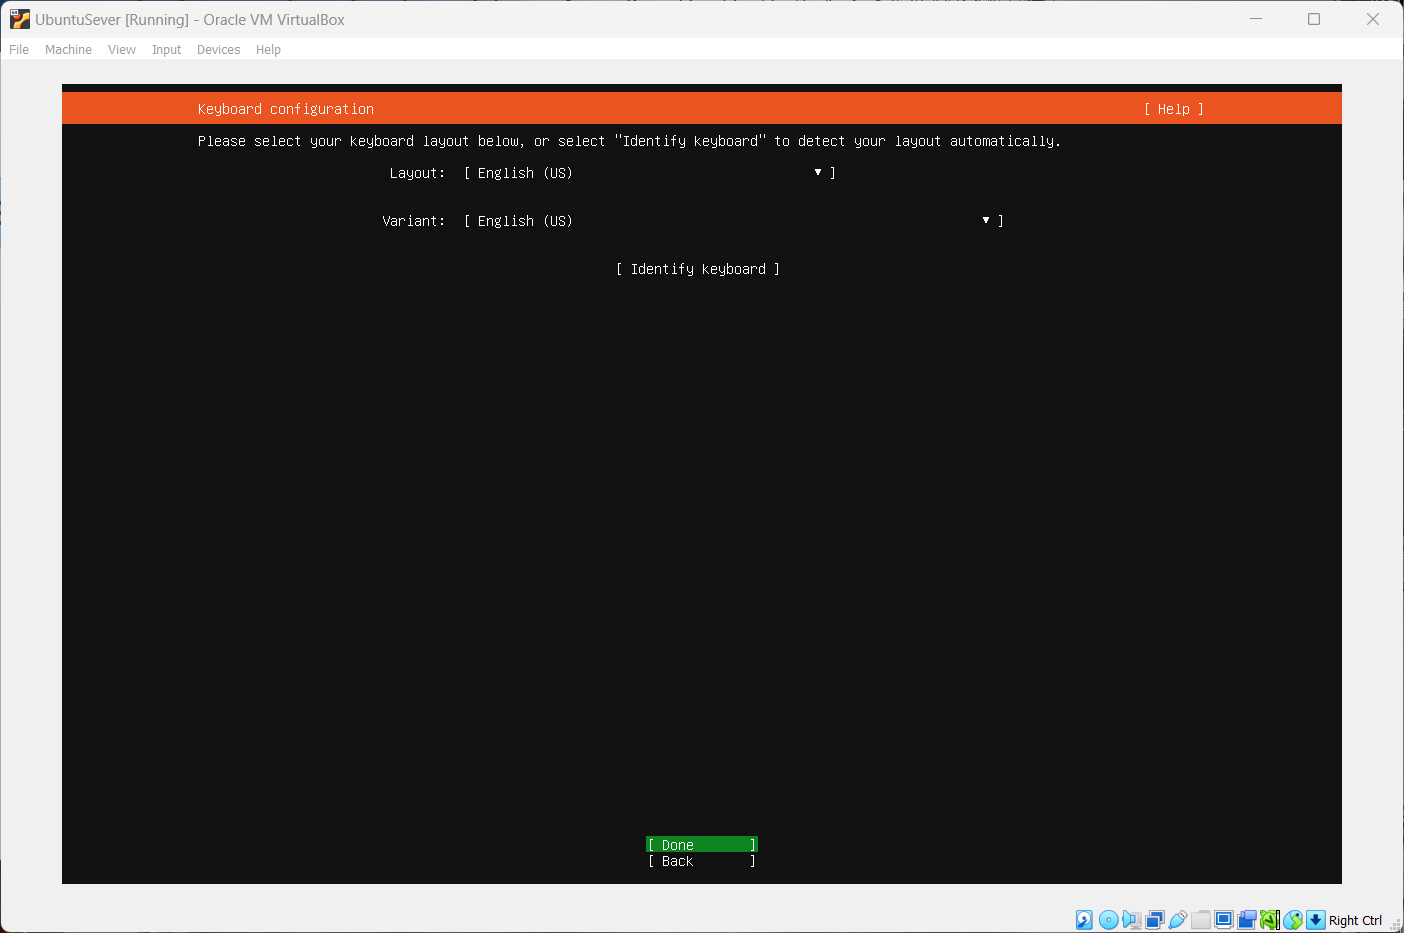 UbuntuSever [Running] - Oracle VM VirtualBox
File Machine View Input Devices Help
Keyboard configuration [ Help ]
Please select your keyboard layout below, or select "Identify keyboard" to detect your layout automatically.
Layout: [ English (US) ▾ ]
Variant: [ English (US) ▾ ]
[ Identify keyboard ]
[ Done ]
[ Back ]
Right Ctrl